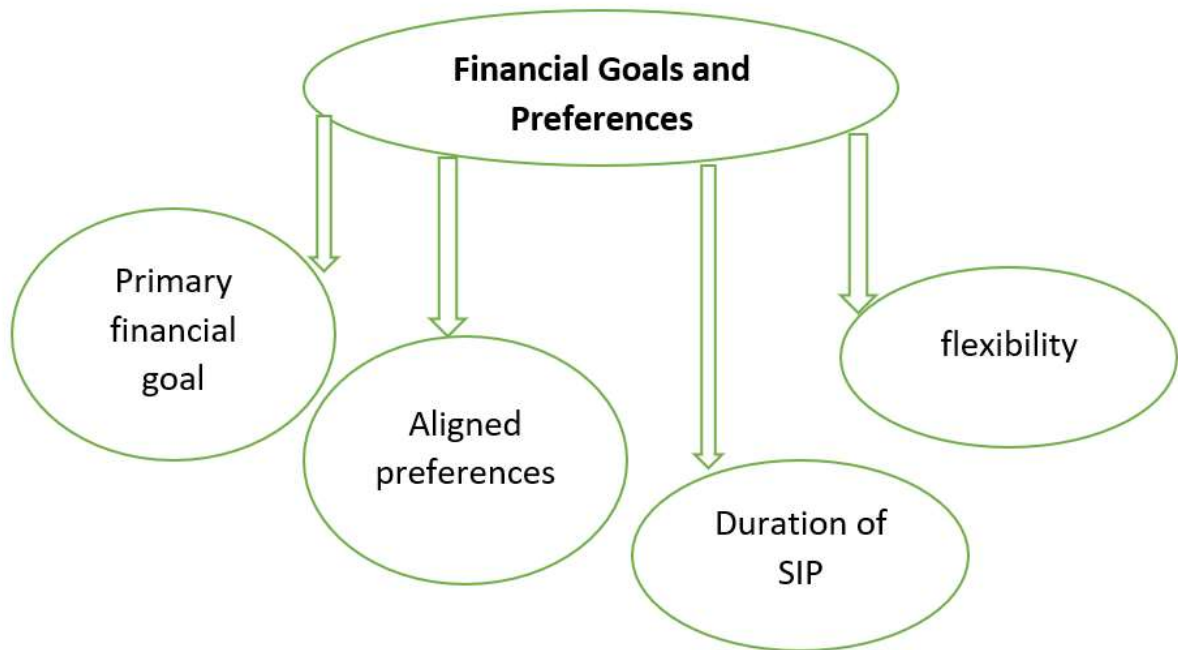 Financial Goals and
Preferences
Primary
financial
goal
Aligned
preferences
Duration of
SIP
flexibility